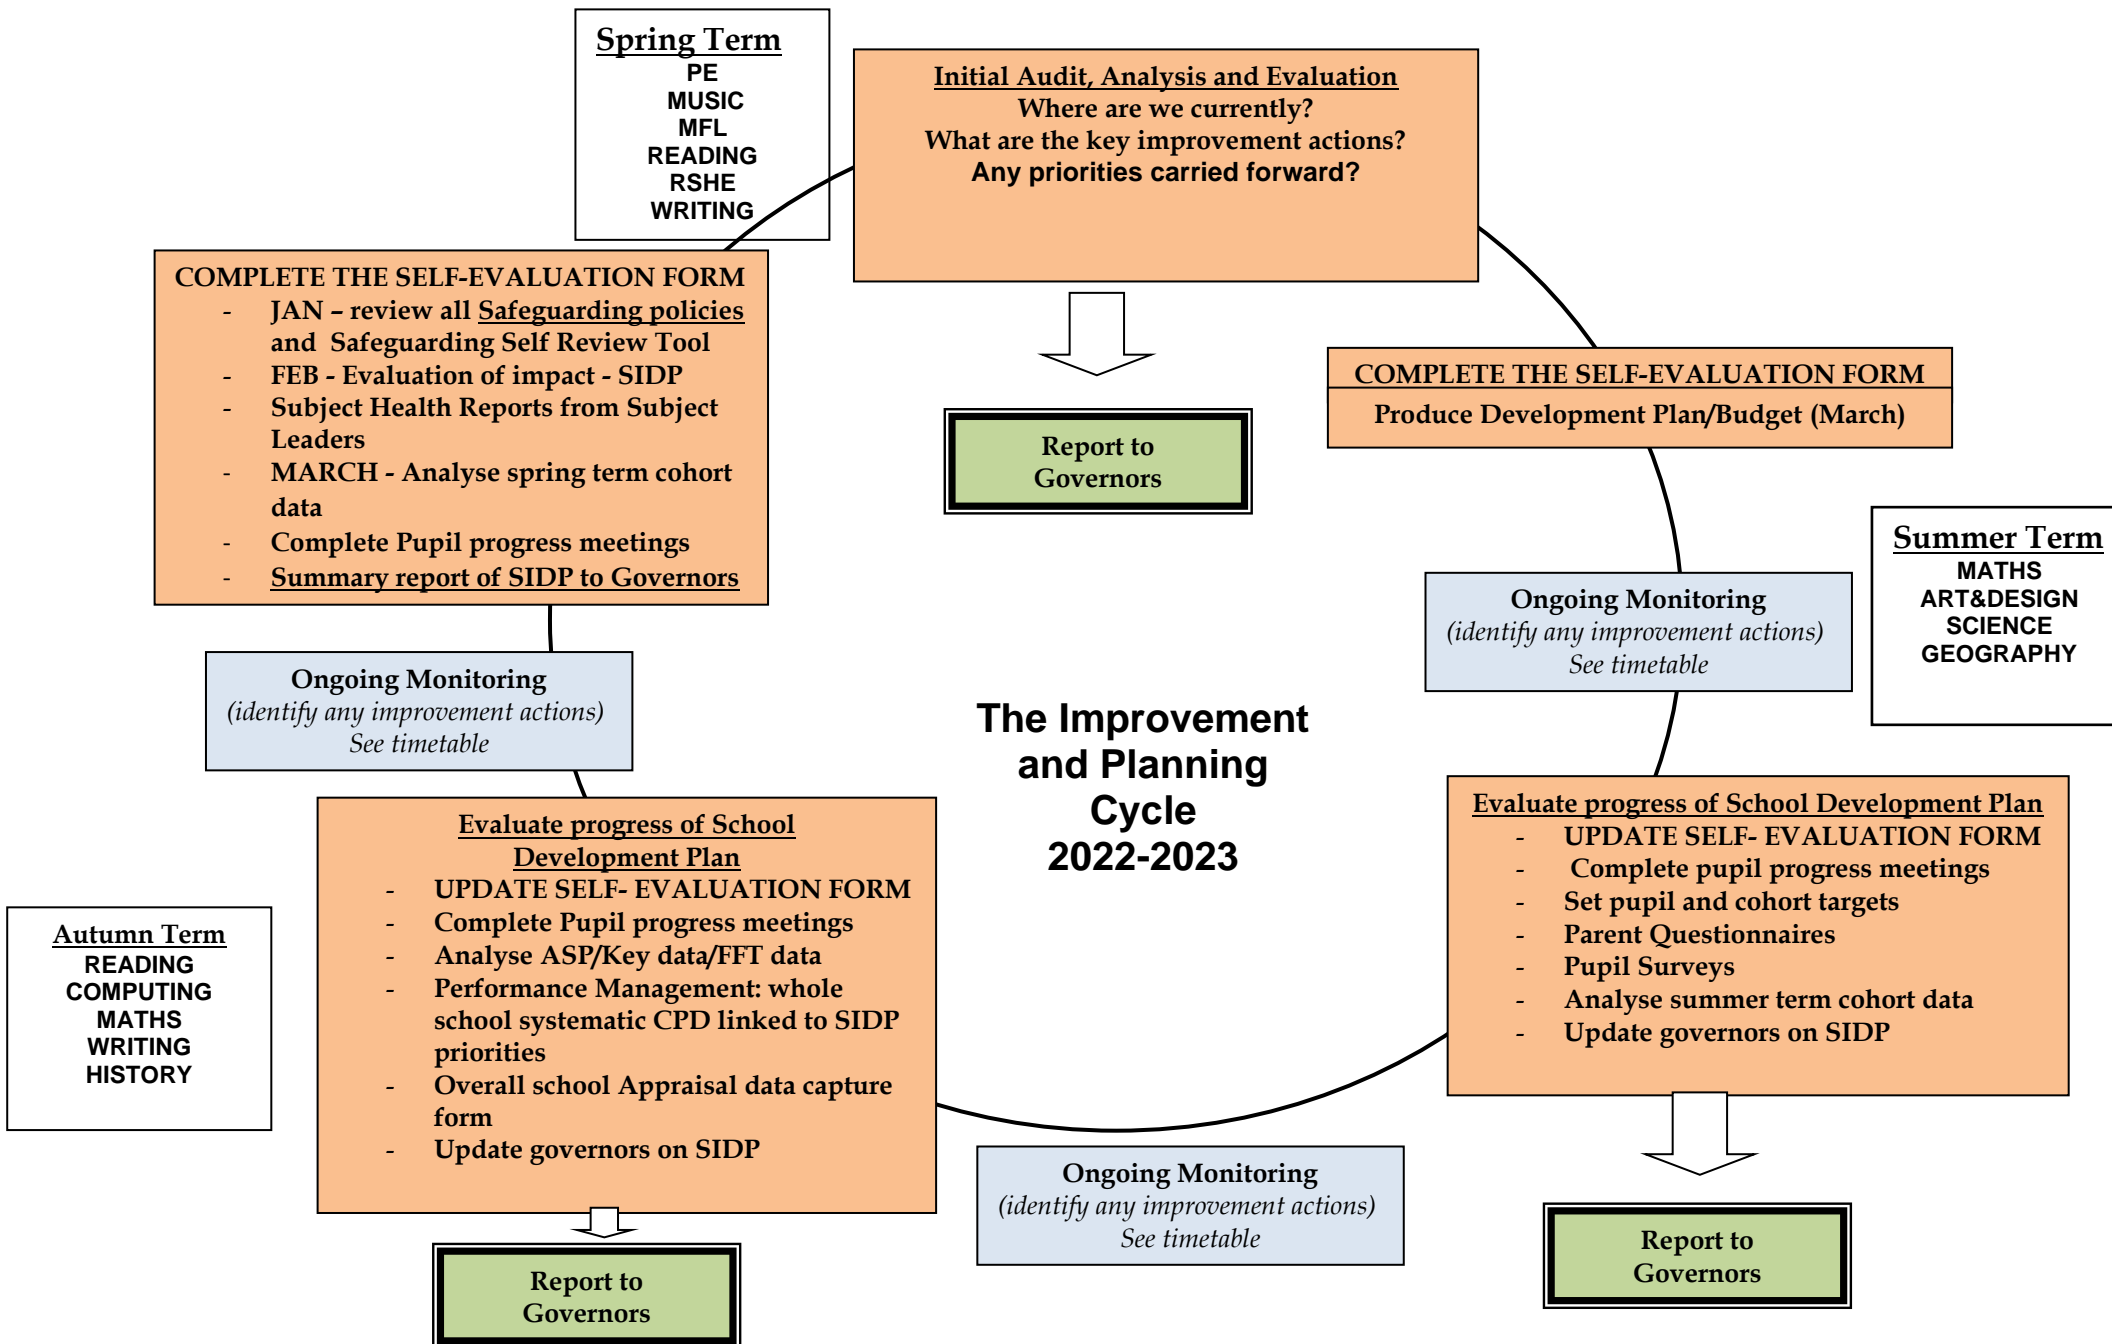 Spring Term
PE
MUSIC
MFL
READING
RSHE
WRITING
Initial Audit, Analysis and Evaluation
Where are we currently?
What are the key improvement actions?
Any priorities carried forward?
COMPLETE THE SELF-EVALUATION FORM
- JAN – review all Safeguarding policies
and Safeguarding Self Review Tool
- FEB - Evaluation of impact - SIDP
- Subject Health Reports from Subject
Leaders
- MARCH - Analyse spring term cohort
data
- Complete Pupil progress meetings
- Summary report of SIDP to Governors
Report to
Governors
COMPLETE THE SELF-EVALUATION FORM
Produce Development Plan/Budget (March)
Summer Term
MATHS
ART&DESIGN
SCIENCE
GEOGRAPHY
Ongoing Monitoring
(identify any improvement actions)
See timetable
Ongoing Monitoring
(identify any improvement actions)
See timetable
The Improvement
and Planning
Cycle
2022-2023
Evaluate progress of School
Development Plan
- UPDATE SELF- EVALUATION FORM
- Complete Pupil progress meetings
- Analyse ASP/Key data/FFT data
- Performance Management: whole
school systematic CPD linked to SIDP
priorities
- Overall school Appraisal data capture
form
- Update governors on SIDP
Evaluate progress of School Development Plan
- UPDATE SELF- EVALUATION FORM
- Complete pupil progress meetings
- Set pupil and cohort targets
- Parent Questionnaires
- Pupil Surveys
- Analyse summer term cohort data
- Update governors on SIDP
Autumn Term
READING
COMPUTING
MATHS
WRITING
HISTORY
Ongoing Monitoring
(identify any improvement actions)
See timetable
Report to
Governors
Report to
Governors